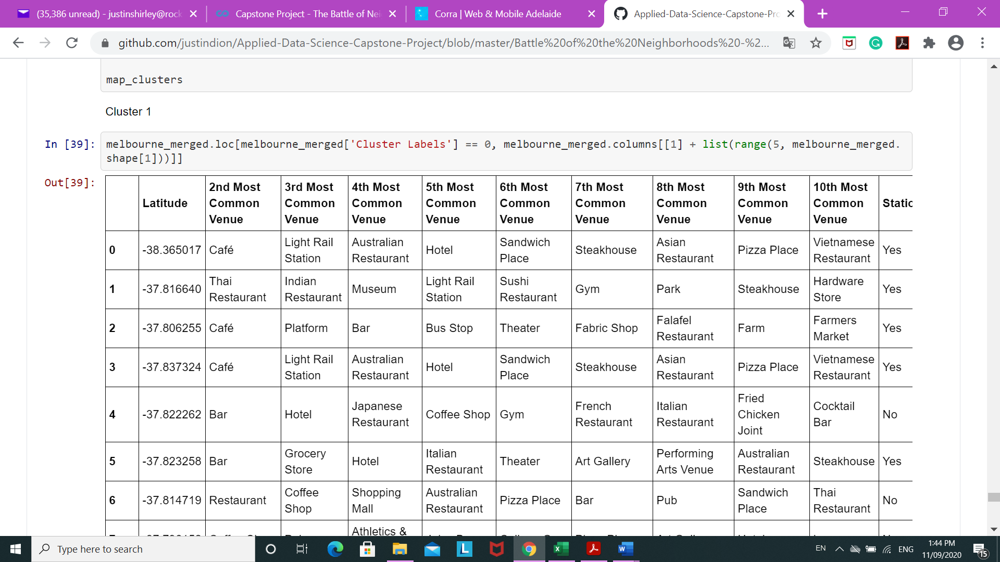 (35,386 unread) - justinshirley@rock
Capstone Project - The Battle of Nei
Corra | Web & Mobile Adelaide
Applied-Data-Science-Capstone-Pro
github.com/justindion/Applied-Data-Science-Capstone-Project/blob/master/Battle%20of%20the%20Neighborhoods%20-%2...
map_clusters
Cluster 1
In [39]: melbourne_merged.loc[melbourne_merged['Cluster Labels'] == 0, melbourne_merged.columns[[1] + list(range(5, melbourne_merged.
shape[1]))]]
Out[39]:
Latitude 2nd Most Common Venue 3rd Most Common Venue 4th Most Common Venue 5th Most Common Venue 6th Most Common Venue 7th Most Common Venue 8th Most Common Venue 9th Most Common Venue 10th Most Common Venue Static
0 -38.365017 Café Light Rail Station Australian Restaurant Hotel Sandwich Place Steakhouse Asian Restaurant Pizza Place Vietnamese Restaurant Yes
1 -37.816640 Thai Restaurant Indian Restaurant Museum Light Rail Station Sushi Restaurant Gym Park Steakhouse Hardware Store Yes
2 -37.806255 Café Platform Bar Bus Stop Theater Fabric Shop Falafel Restaurant Farm Farmers Market Yes
3 -37.837324 Café Light Rail Station Australian Restaurant Hotel Sandwich Place Steakhouse Asian Restaurant Pizza Place Vietnamese Restaurant Yes
4 -37.822262 Bar Hotel Japanese Restaurant Coffee Shop Gym French Restaurant Italian Restaurant Fried Chicken Joint Cocktail Bar No
5 -37.823258 Bar Grocery Store Hotel Italian Restaurant Theater Art Gallery Performing Arts Venue Australian Restaurant Steakhouse Yes
6 -37.814719 Restaurant Coffee Shop Shopping Mall Australian Restaurant Pizza Place Bar Pub Sandwich Place Thai Restaurant No
Athletics &
Type here to search
EN
ENG
1:44 PM
11/09/2020
15